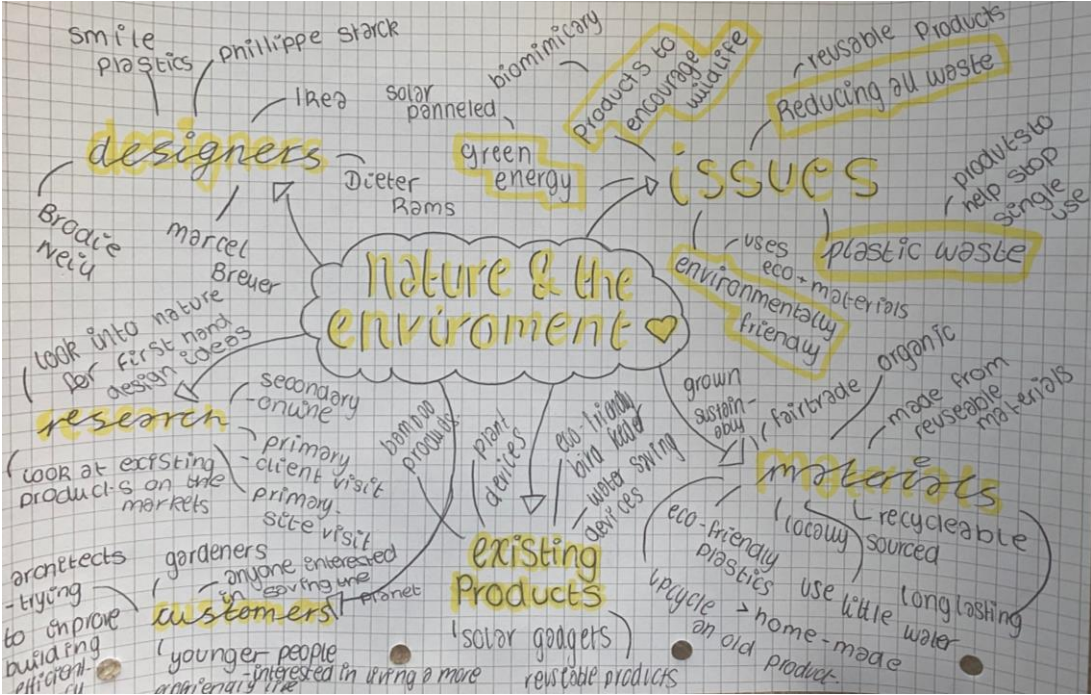 nature & the
enviroment
designers
smile
plastics
phillippe starck
Ikea
Dieter
Rams
marcel
Breuer
Brodie
Neill
issues
biomimicary
products to
encourage
wildlife
reusable Products
Reducing all waste
solar
panneled
green
energy
produts to
help stop
single
use
plastic waste
uses
eco-materials
environmentally
friendly
research
look into nature
for first hand
design ideas
secondary
-online
primary
-client visit
primary-
site visit
look at existing
products on the
markets
customers
architects
-trying
to inprove
building
gardeners
anyone interested
in saving the
planet
younger people
-interested in living a more
existing
Products
bamboo
products
plant
devices
eco-friendly
bird feeder
water saving
devices
solar gadgets
reusable products
materials
grown
sustain-
ably
fairtrade
organic
made from
reuseable
materials
recycleable
locally
sourced
eco-friendly
plastics
use little water
long lasting
upcycle > home-made
an old product.